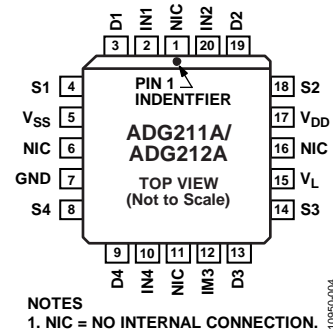 D1 IN1 NIC IN2 D2
3 2 1 20 19
S1 4
VSS 5
NIC 6
GND 7
S4 8
PIN 1
INDENTFIER
ADG211A/
ADG212A
TOP VIEW
(Not to Scale)
18 S2
17 VDD
16 NIC
15 VL
14 S3
9 10 11 12 13
D4 IN4 NIC IM3 D3
NOTES
1. NIC = NO INTERNAL CONNECTION.
10950-004